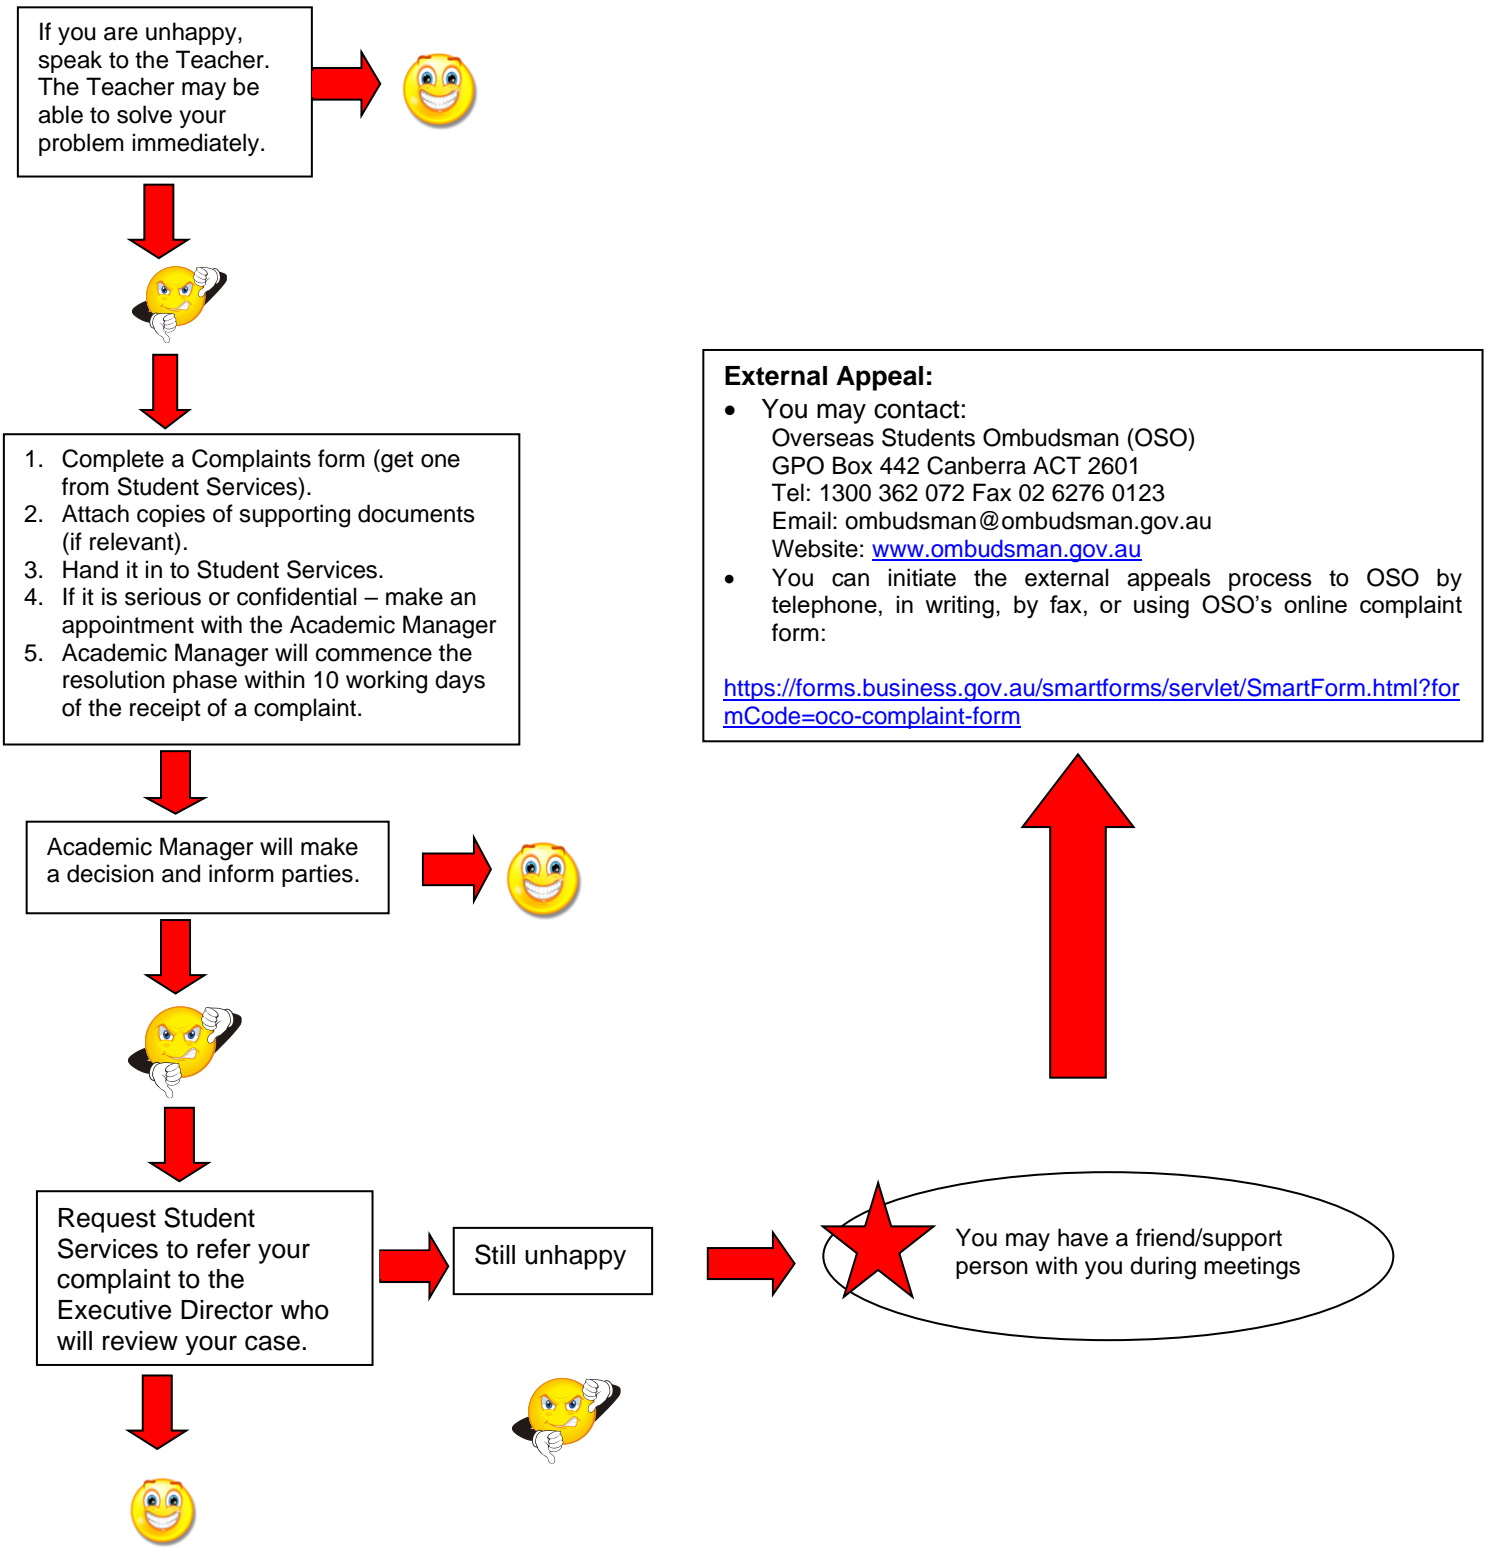 If you are unhappy,
speak to the Teacher.
The Teacher may be
able to solve your
problem immediately.
1. Complete a Complaints form (get one
from Student Services).
2. Attach copies of supporting documents
(if relevant).
3. Hand it in to Student Services.
4. If it is serious or confidential – make an
appointment with the Academic Manager
5. Academic Manager will commence the
resolution phase within 10 working days
of the receipt of a complaint.
Academic Manager will make
a decision and inform parties.
Request Student
Services to refer your
complaint to the
Executive Director who
will review your case.
Still unhappy
You may have a friend/support
person with you during meetings
External Appeal:
• You may contact:
Overseas Students Ombudsman (OSO)
GPO Box 442 Canberra ACT 2601
Tel: 1300 362 072 Fax 02 6276 0123
Email: ombudsman@ombudsman.gov.au
Website: www.ombudsman.gov.au
• You can initiate the external appeals process to OSO by
telephone, in writing, by fax, or using OSO’s online complaint
form:
https://forms.business.gov.au/smartforms/servlet/SmartForm.html?for
mCode=oco-complaint-form